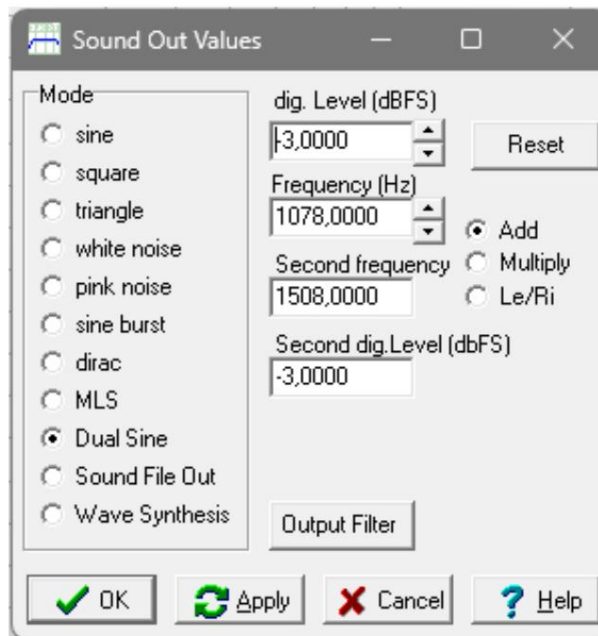 Sound Out Values
Mode
sine
square
triangle
white noise
pink noise
sine burst
dirac
MLS
Dual Sine
Sound File Out
Wave Synthesis
dig. Level (dBFS)
-3,0000
Reset
Frequency (Hz)
1078,0000
Add
Multiply
Le/Ri
Second frequency
1508,0000
Second dig.Level (dbFS)
-3,0000
Output Filter
OK
Apply
Cancel
Help